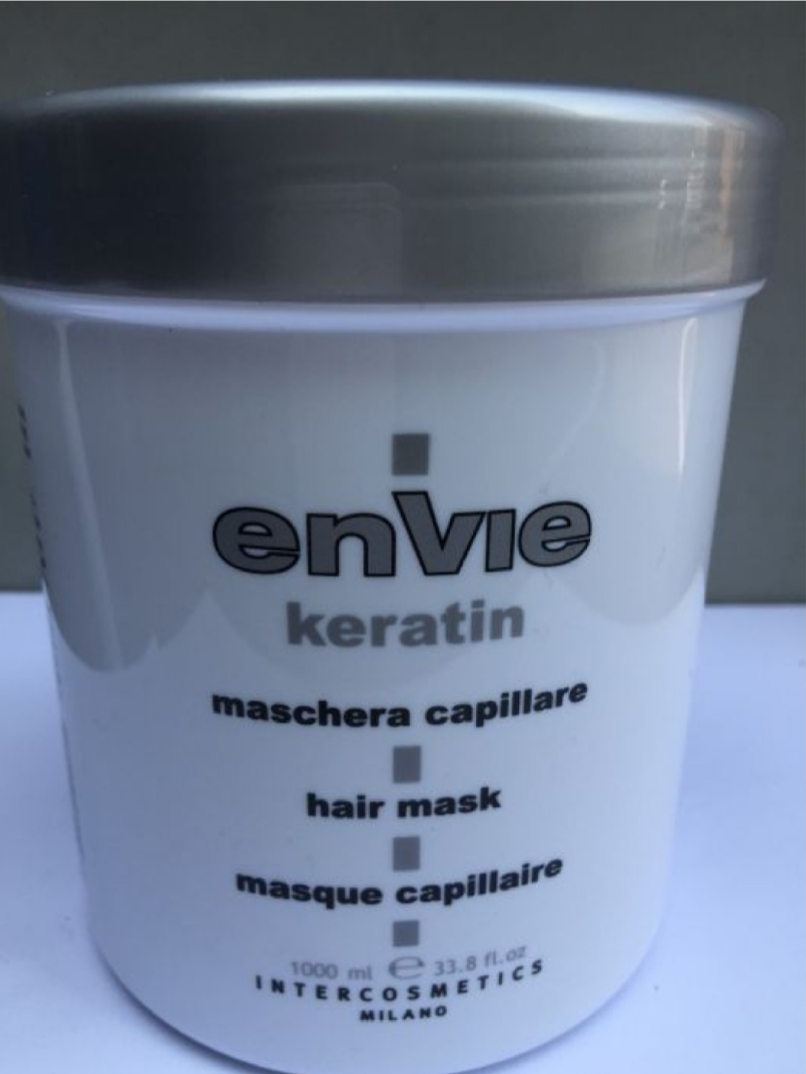 envie
keratin
maschera capillare
hair mask
masque capillaire
1000 ml ℮ 33.8 fl.oz
INTERCOSMETICS
MILANO